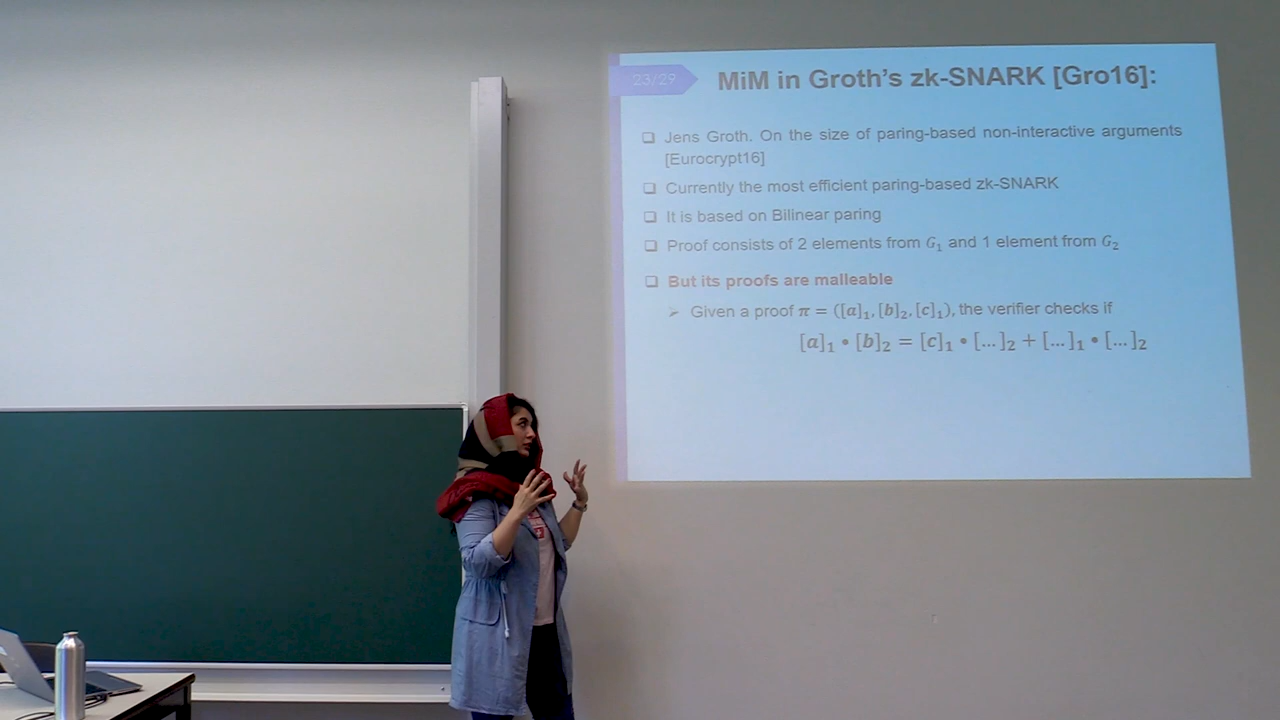 23/29
MiM in Groth's zk-SNARK [Gro16]:
❑ Jens Groth. On the size of paring-based non-interactive arguments
[Eurocrypt16]
❑ Currently the most efficient paring-based zk-SNARK
❑ It is based on Bilinear paring
❑ Proof consists of 2 elements from G₁ and 1 element from G₂
❑ But its proofs are malleable
➢ Given a proof π = ([a]₁, [b]₂, [c]₁), the verifier checks if
[a]₁ • [b]₂ = [c]₁ • [...]₂ + [...]₁ • [...]₂